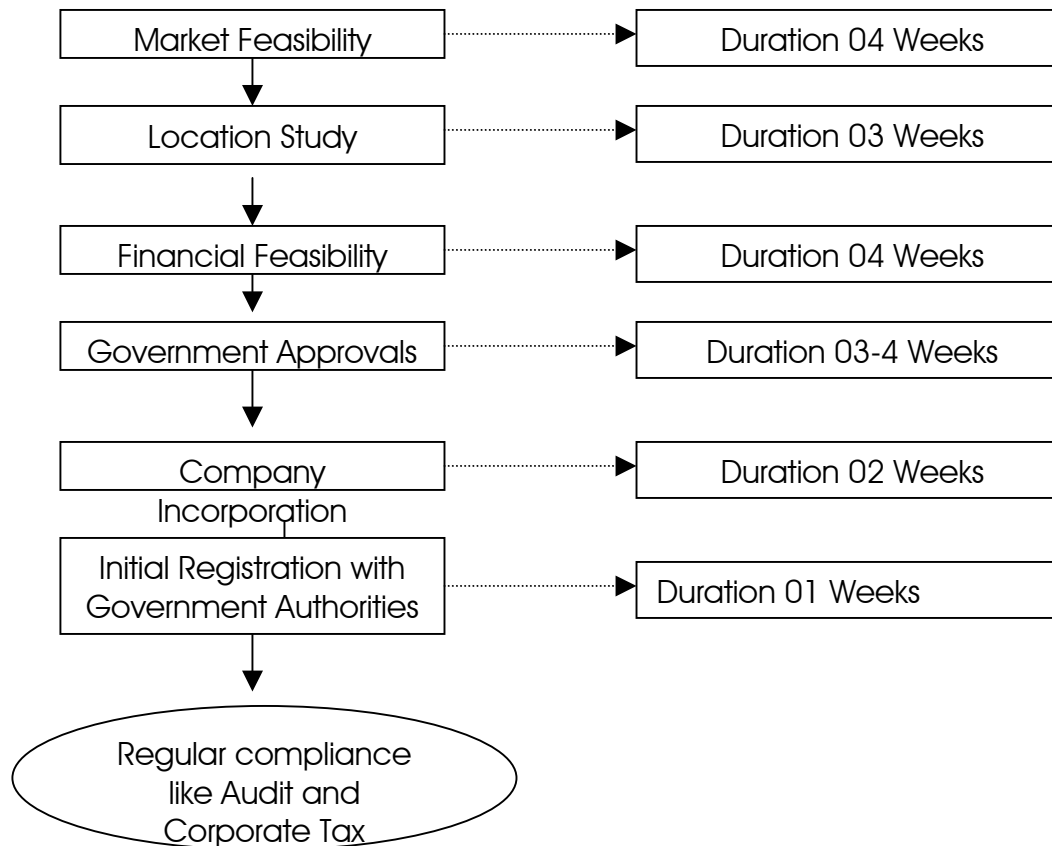 Market Feasibility
Duration 04 Weeks
Location Study
Duration 03 Weeks
Financial Feasibility
Duration 04 Weeks
Government Approvals
Duration 03-4 Weeks
Company
Incorporation
Duration 02 Weeks
Initial Registration with
Government Authorities
Duration 01 Weeks
Regular compliance
like Audit and
Corporate Tax